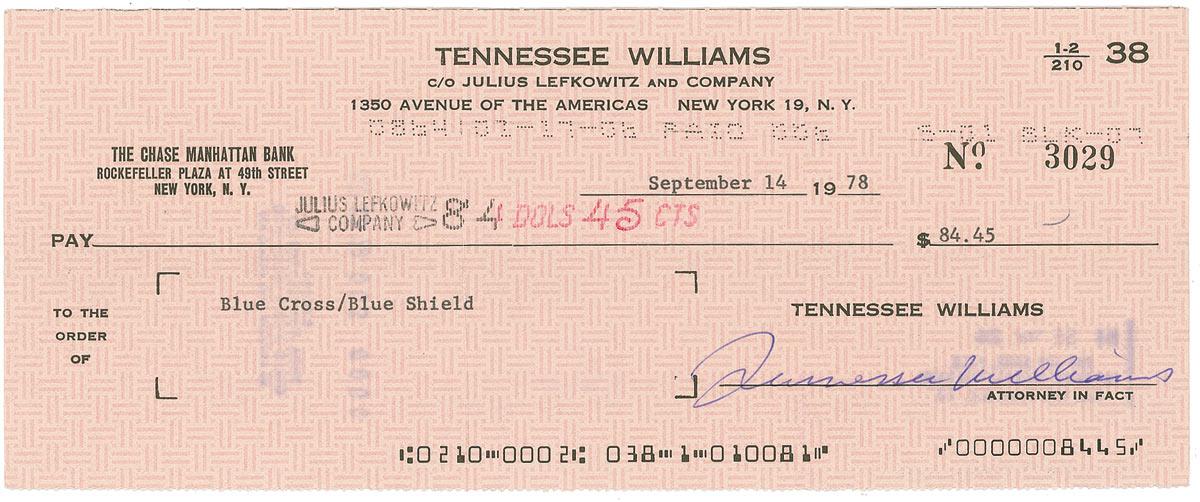 TENNESSEE WILLIAMS
1-2
210
38
C/O JULIUS LEFKOWITZ AND COMPANY
1350 AVENUE OF THE AMERICAS NEW YORK 19, N. Y.
PAID
THE CHASE MANHATTAN BANK
ROCKEFELLER PLAZA AT 49th STREET
NEW YORK, N. Y.
No. 3029
September 14 1978
JULIUS LEFKOWITZ
COMPANY
84 DOLS 45 CTS
PAY $ 84.45
TO THE
ORDER
OF
Blue Cross/Blue Shield
TENNESSEE WILLIAMS
Tennessee Williams
ATTORNEY IN FACT
⑆0210⑉0002⑆ 038⑉1⑉010081⑈ ⑇0000008445⑇